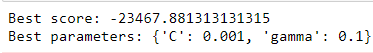 Best score: -23467.881313131315
Best parameters: {'C': 0.001, 'gamma': 0.1}